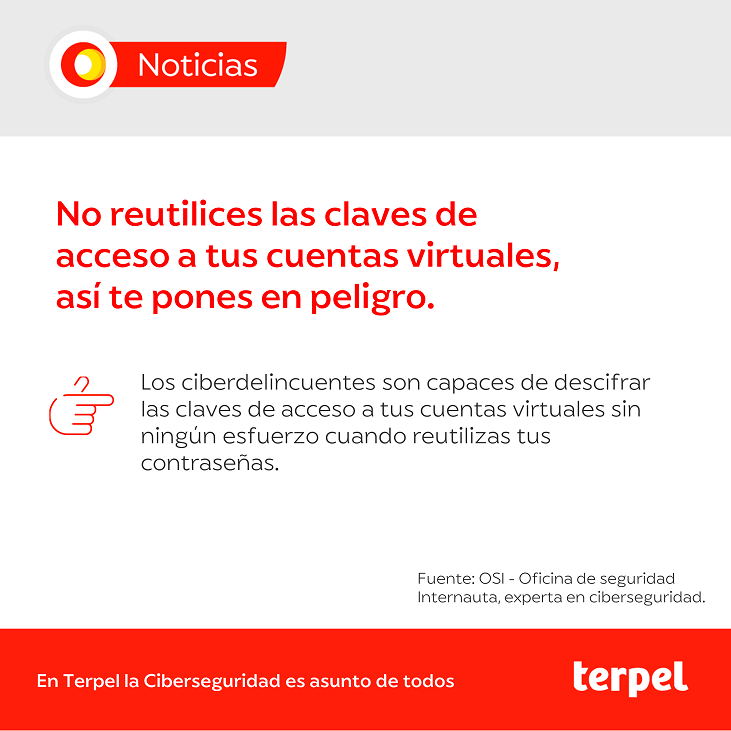 Noticias
No reutilices las claves de
acceso a tus cuentas virtuales,
así te pones en peligro.
Los ciberdelincuentes son capaces de descifrar
las claves de acceso a tus cuentas virtuales sin
ningún esfuerzo cuando reutilizas tus
contraseñas.
Fuente: OSI - Oficina de seguridad
Internauta, experta en ciberseguridad.
En Terpel la Ciberseguridad es asunto de todos
terpel